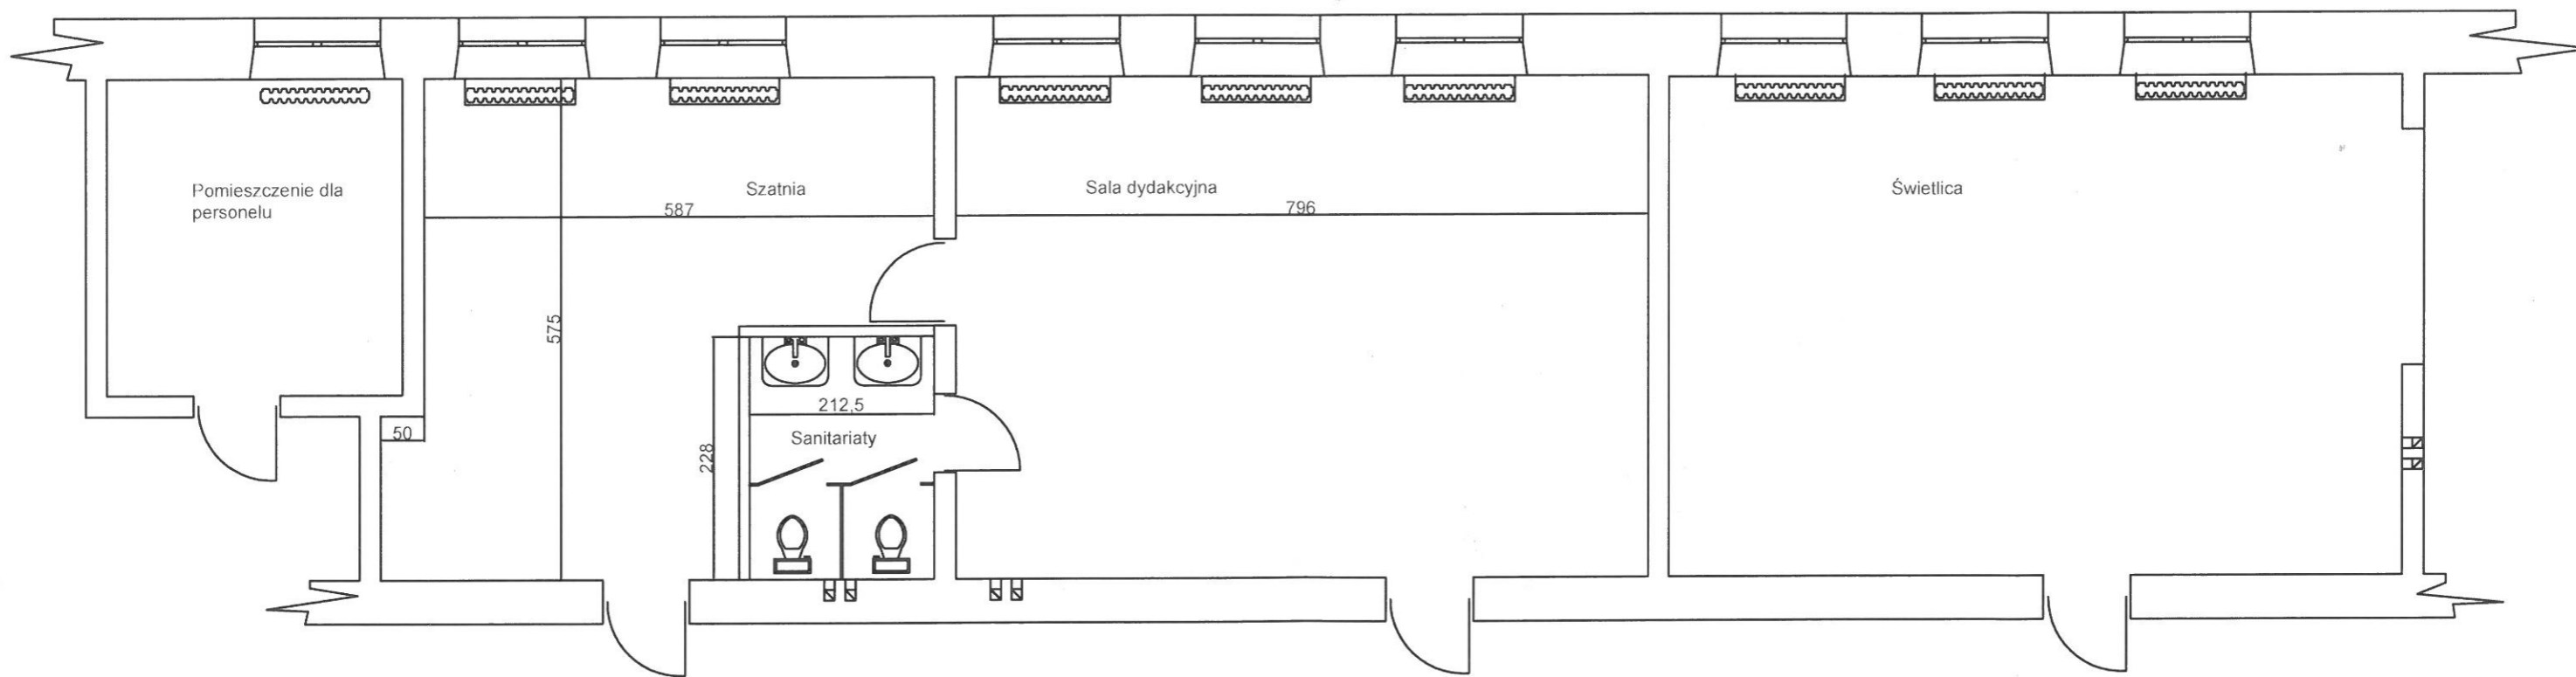 Pomieszczenie dla
personelu
Szatnia
587
575
50
Sala dydakcyjna
796
Świetlica
212,5
Sanitariaty
228